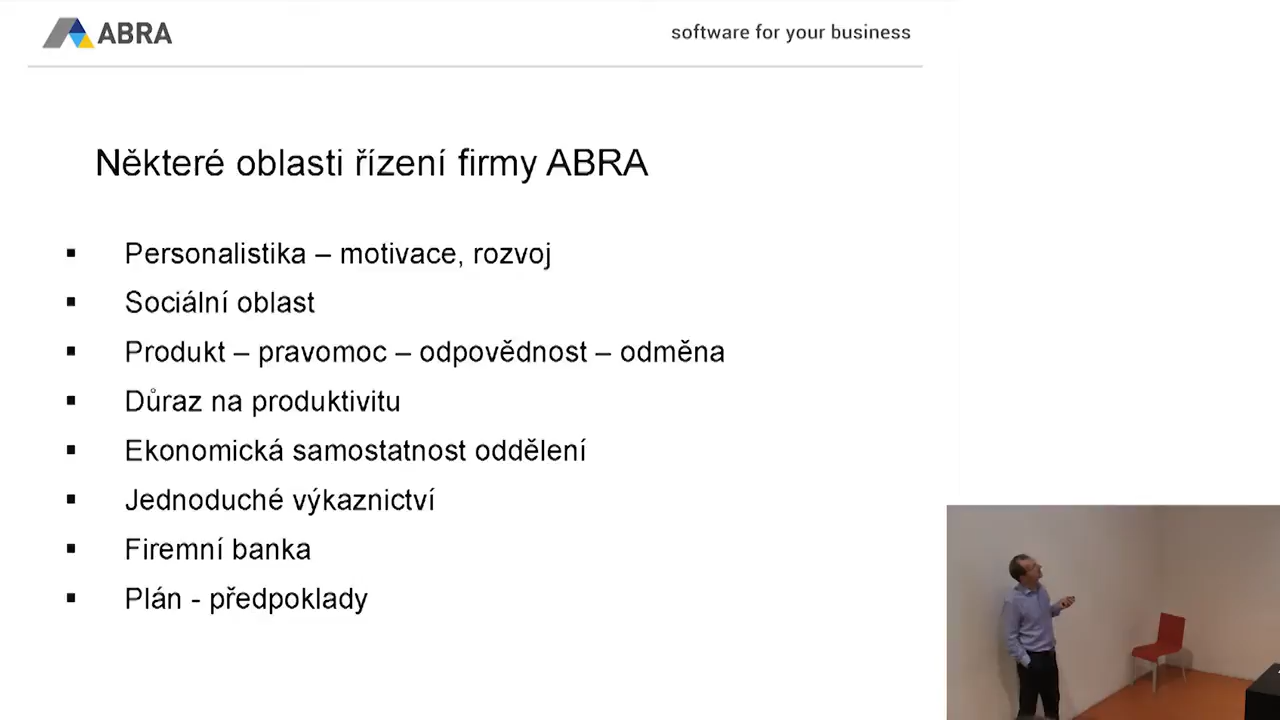 ABRA
software for your business
Některé oblasti řízení firmy ABRA
▪ Personalistika – motivace, rozvoj
▪ Sociální oblast
▪ Produkt – pravomoc – odpovědnost – odměna
▪ Důraz na produktivitu
▪ Ekonomická samostatnost oddělení
▪ Jednoduché výkaznictví
▪ Firemní banka
▪ Plán - předpoklady